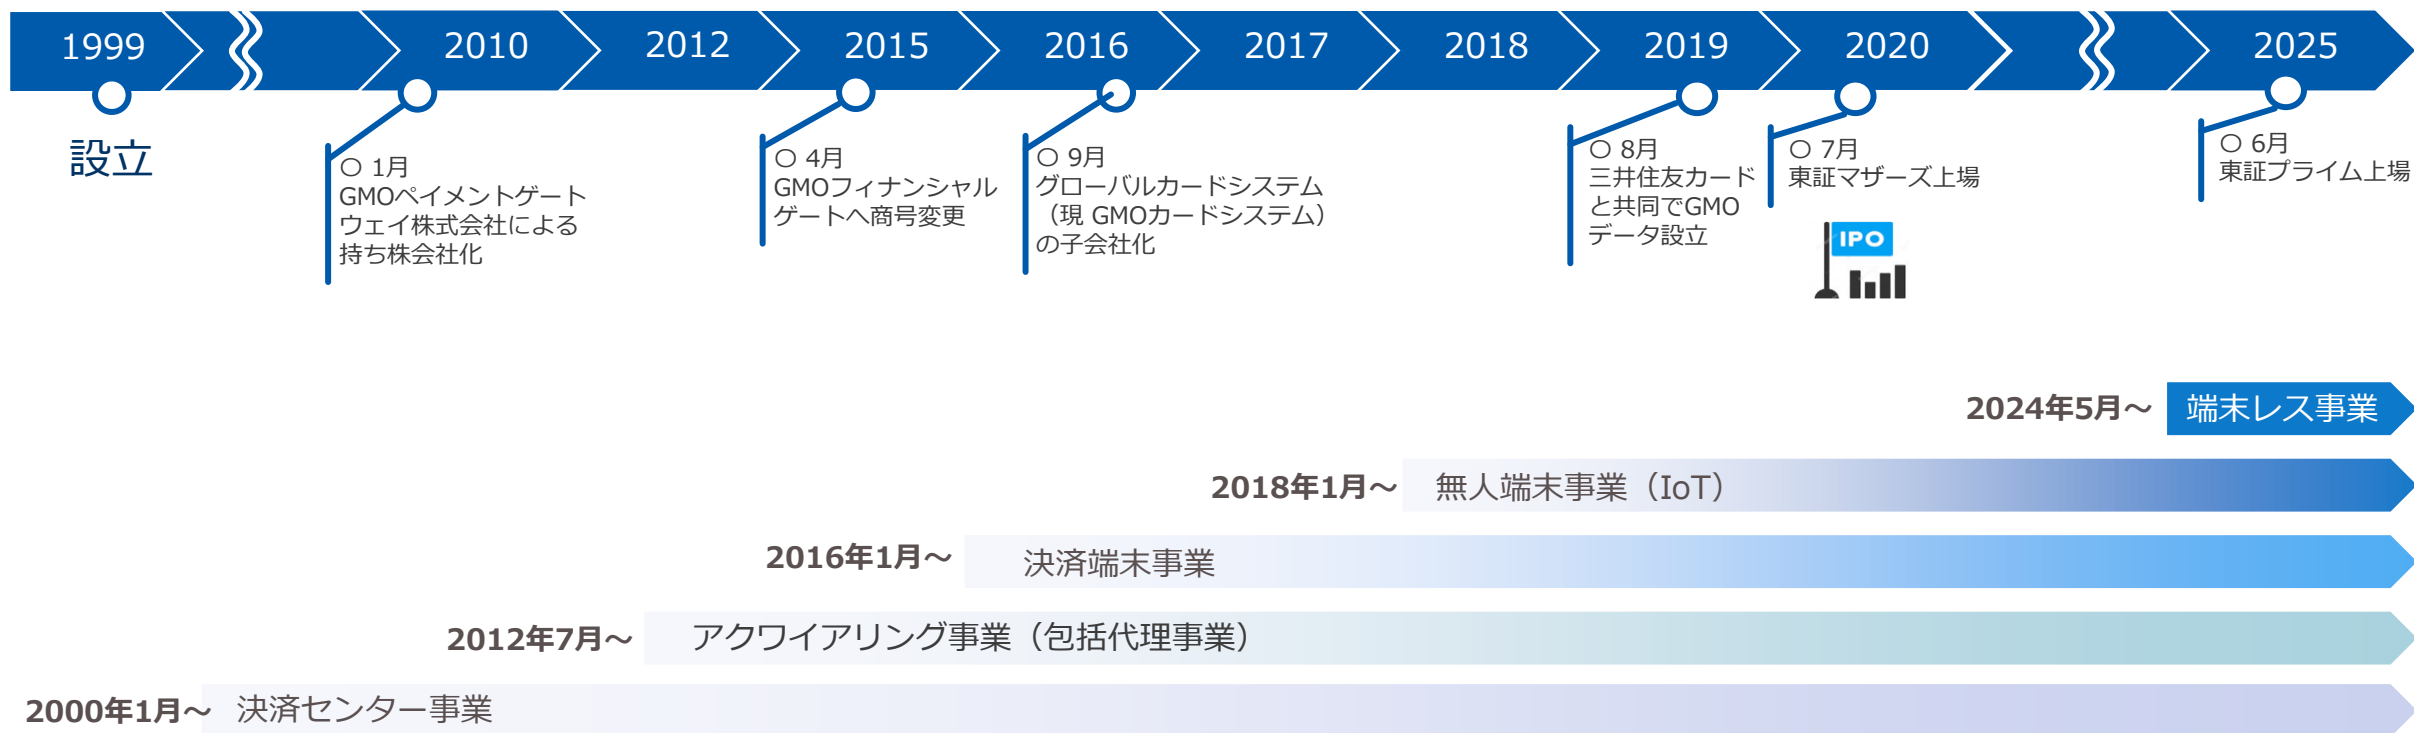 1999
2010
2012
2015
2016
2017
2018
2019
2020
2025
設立
〇 1月
GMOペイメントゲート
ウェイ株式会社による
持ち株会社化
〇 4月
GMOフィナンシャル
ゲートへ商号変更
〇 9月
グローバルカードシステム
（現 GMOカードシステム）
の子会社化
〇 8月
三井住友カード
と共同でGMO
データ設立
〇 7月
東証マザーズ上場
IPO
〇 6月
東証プライム上場
2024年5月～
端末レス事業
2018年1月～
無人端末事業（IoT）
2016年1月～
決済端末事業
2012年7月～
アクワイアリング事業（包括代理事業）
2000年1月～
決済センター事業